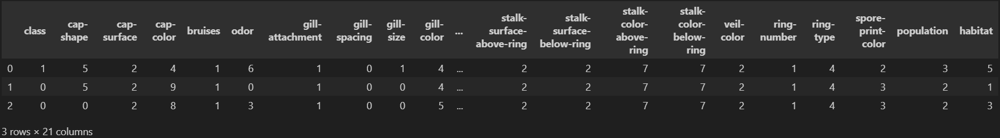 class cap-shape cap-surface cap-color bruises odor gill-attachment gill-spacing gill-size gill-color ... stalk-surface-above-ring stalk-surface-below-ring stalk-color-above-ring stalk-color-below-ring veil-color ring-number ring-type spore-print-color population habitat
0 1 5 2 4 1 6 1 0 1 4 ... 2 2 7 7 2 1 4 2 3 5
1 0 5 2 9 1 0 1 0 0 4 ... 2 2 7 7 2 1 4 3 2 1
2 0 0 2 8 1 3 1 0 0 5 ... 2 2 7 7 2 1 4 3 2 3
3 rows × 21 columns